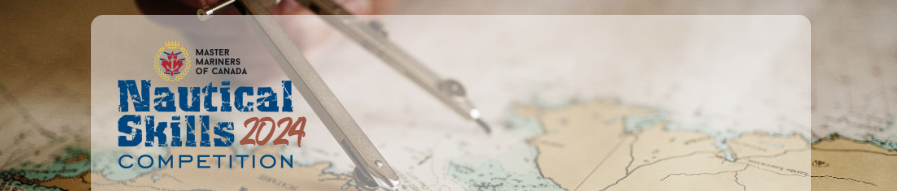 MASTER
MARINERS
OF CANADA
Nautical
Skills 2024
COMPETITION